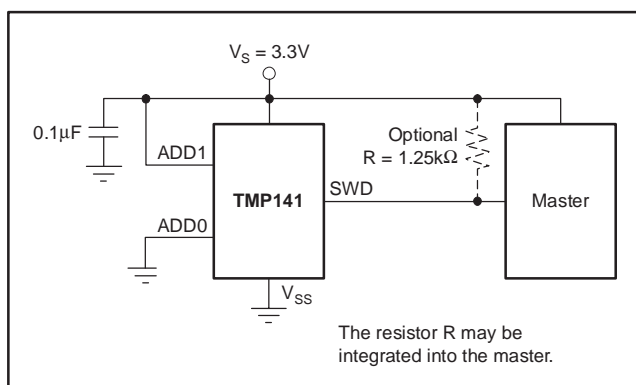 V_S = 3.3V
0.1μF
Optional
R = 1.25kΩ
ADD1
SWD
TMP141
Master
ADD0
V_SS
The resistor R may be
integrated into the master.